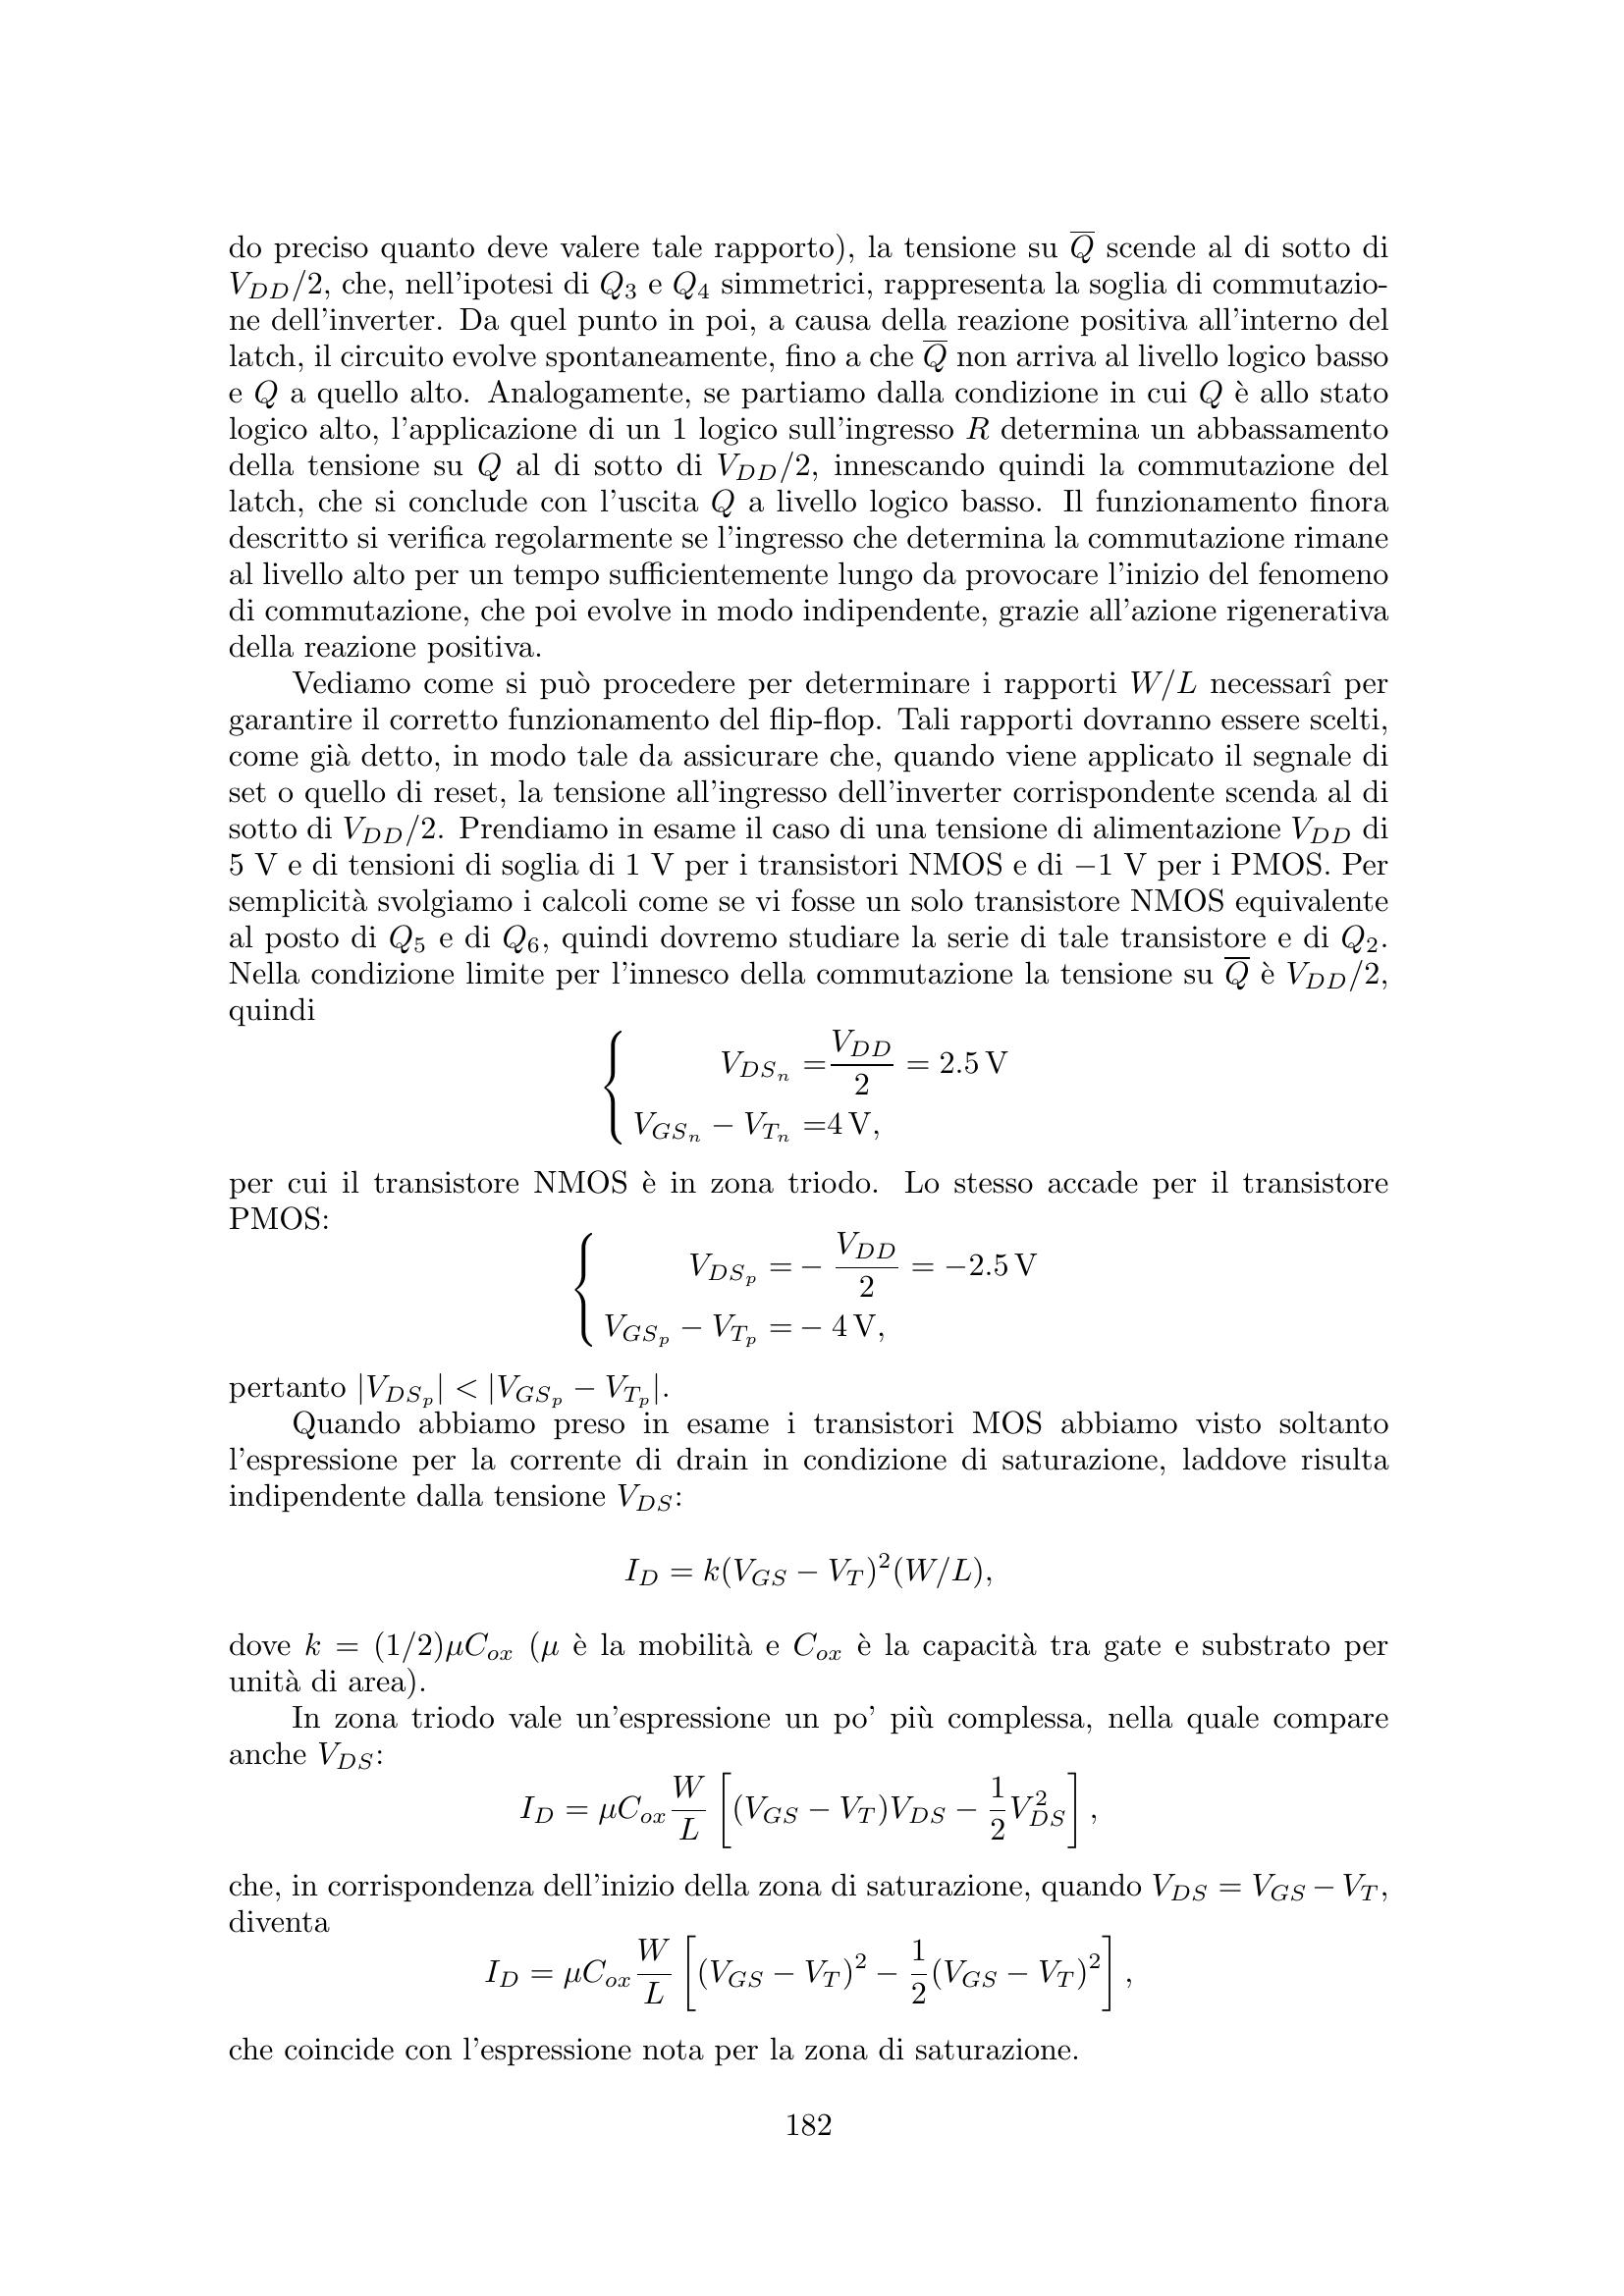 do preciso quanto deve valere tale rapporto), la tensione su $\overline{Q}$ scende al di sotto di
$V_{DD}/2$, che, nell'ipotesi di $Q_3$ e $Q_4$ simmetrici, rappresenta la soglia di commutazio-
ne dell'inverter. Da quel punto in poi, a causa della reazione positiva all'interno del
latch, il circuito evolve spontaneamente, fino a che $\overline{Q}$ non arriva al livello logico basso
e $Q$ a quello alto. Analogamente, se partiamo dalla condizione in cui $Q$ è allo stato
logico alto, l'applicazione di un 1 logico sull'ingresso $R$ determina un abbassamento
della tensione su $Q$ al di sotto di $V_{DD}/2$, innescando quindi la commutazione del
latch, che si conclude con l'uscita $Q$ a livello logico basso. Il funzionamento finora
descritto si verifica regolarmente se l'ingresso che determina la commutazione rimane
al livello alto per un tempo sufficientemente lungo da provocare l'inizio del fenomeno
di commutazione, che poi evolve in modo indipendente, grazie all'azione rigenerativa
della reazione positiva.
Vediamo come si può procedere per determinare i rapporti $W/L$ necessarî per
garantire il corretto funzionamento del flip-flop. Tali rapporti dovranno essere scelti,
come già detto, in modo tale da assicurare che, quando viene applicato il segnale di
set o quello di reset, la tensione all'ingresso dell'inverter corrispondente scenda al di
sotto di $V_{DD}/2$. Prendiamo in esame il caso di una tensione di alimentazione $V_{DD}$ di
5 V e di tensioni di soglia di 1 V per i transistori NMOS e di −1 V per i PMOS. Per
semplicità svolgiamo i calcoli come se vi fosse un solo transistore NMOS equivalente
al posto di $Q_5$ e di $Q_6$, quindi dovremo studiare la serie di tale transistore e di $Q_2$.
Nella condizione limite per l'innesco della commutazione la tensione su $\overline{Q}$ è $V_{DD}/2$,
quindi
$$\left\{ \begin{aligned} V_{DS_n} =& \frac{V_{DD}}{2} = 2.5\,\mathrm{V} \\ V_{GS_n} - V_{T_n} =& 4\,\mathrm{V}, \end{aligned} \right.$$
per cui il transistore NMOS è in zona triodo. Lo stesso accade per il transistore
PMOS:
$$\left\{ \begin{aligned} V_{DS_p} =& -\frac{V_{DD}}{2} = -2.5\,\mathrm{V} \\ V_{GS_p} - V_{T_p} =& -4\,\mathrm{V}, \end{aligned} \right.$$
pertanto $|V_{DS_p}| < |V_{GS_p} - V_{T_p}|$.
Quando abbiamo preso in esame i transistori MOS abbiamo visto soltanto
l'espressione per la corrente di drain in condizione di saturazione, laddove risulta
indipendente dalla tensione $V_{DS}$:
$$I_D = k(V_{GS} - V_T)^2(W/L),$$
dove $k = (1/2)\mu C_{ox}$ ($\mu$ è la mobilità e $C_{ox}$ è la capacità tra gate e substrato per
unità di area).
In zona triodo vale un'espressione un po' più complessa, nella quale compare
anche $V_{DS}$:
$$I_D = \mu C_{ox} \frac{W}{L} \left[ (V_{GS} - V_T)V_{DS} - \frac{1}{2}V_{DS}^2 \right],$$
che, in corrispondenza dell'inizio della zona di saturazione, quando $V_{DS} = V_{GS} - V_T$,
diventa
$$I_D = \mu C_{ox} \frac{W}{L} \left[ (V_{GS} - V_T)^2 - \frac{1}{2}(V_{GS} - V_T)^2 \right],$$
che coincide con l'espressione nota per la zona di saturazione.
182